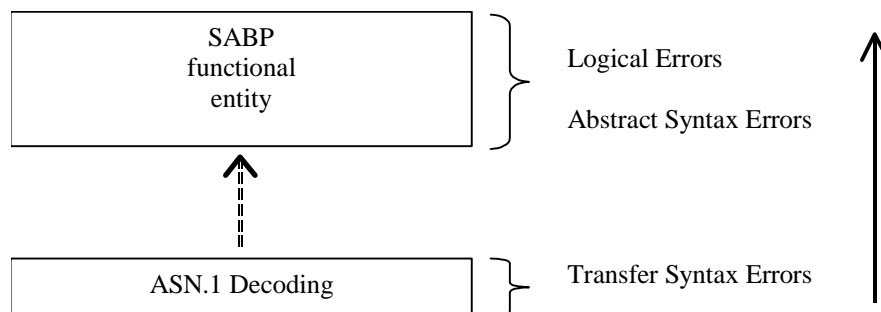 SABP
functional
entity
Logical Errors
Abstract Syntax Errors
ASN.1 Decoding
Transfer Syntax Errors